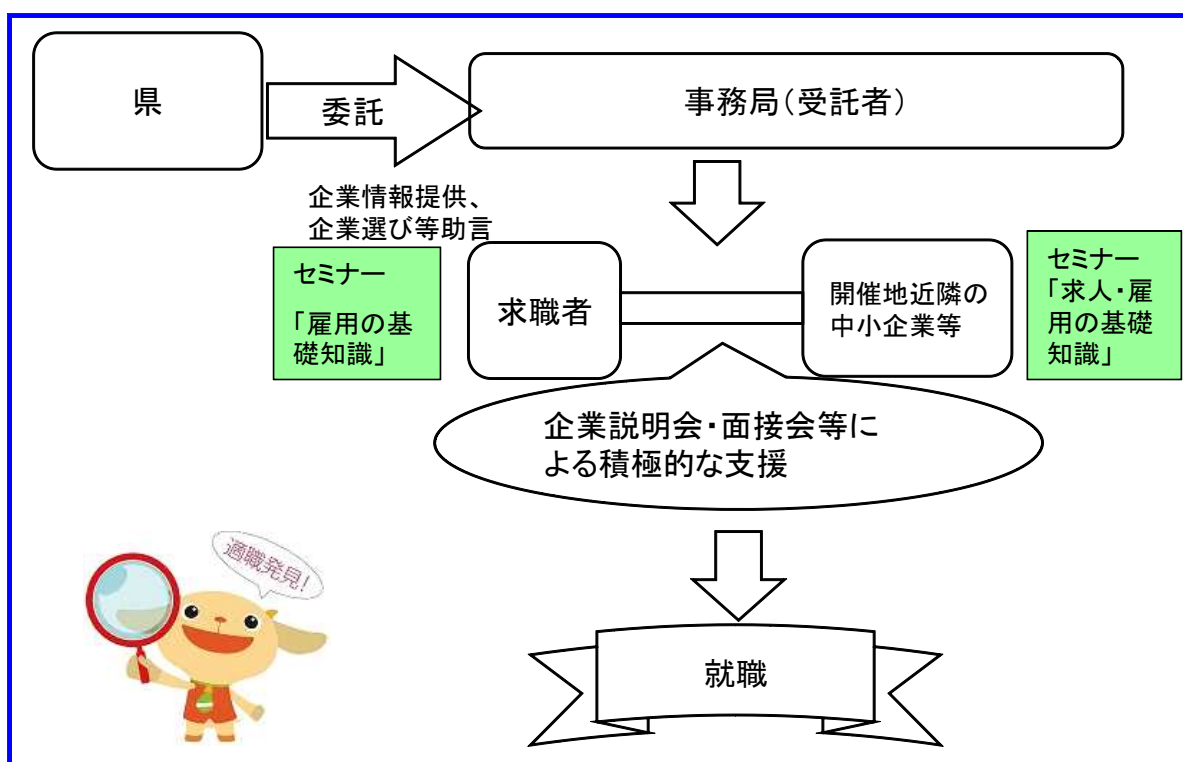 県
委託
事務局(受託者)
企業情報提供、
企業選び等助言
セミナー
「雇用の基
礎知識」
求職者
開催地近隣の
中小企業等
セミナー
「求人・雇
用の基礎
知識」
企業説明会・面接会等に
よる積極的な支援
適職発見!
就職